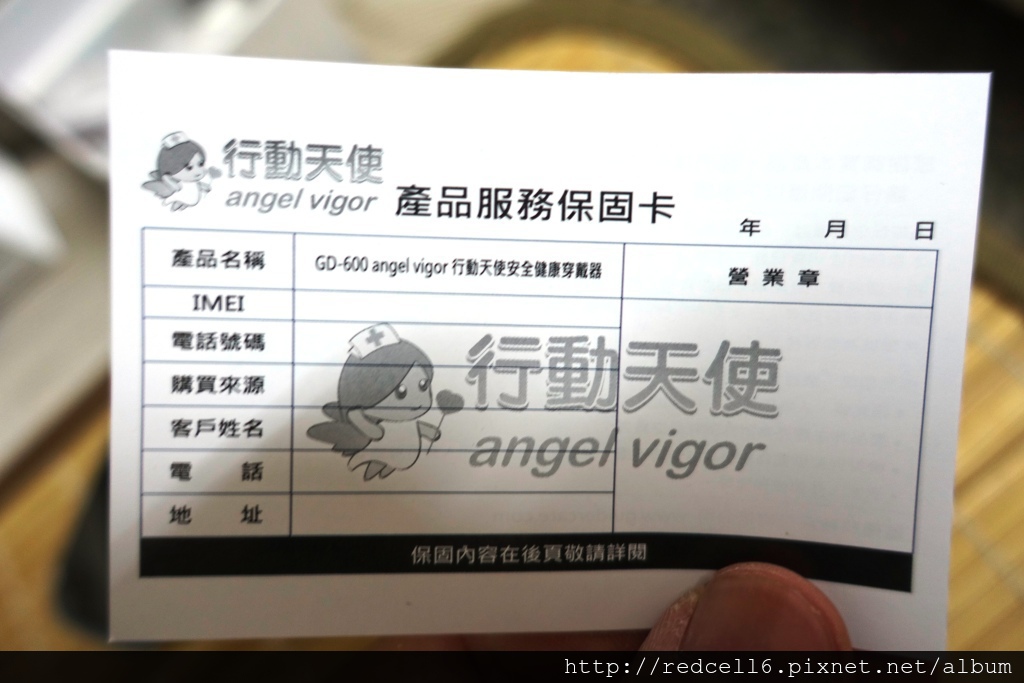 行動天使
angel vigor 產品服務保固卡
年 月 日
產品名稱 GD-600 angel vigor 行動天使安全健康穿戴器 營業章
IMEI
電話號碼
購買來源
客戶姓名
電 話
地 址
行動天使
angel vigor
保固內容在後頁敬請詳閱
http://redcell6.pixnet.net/album